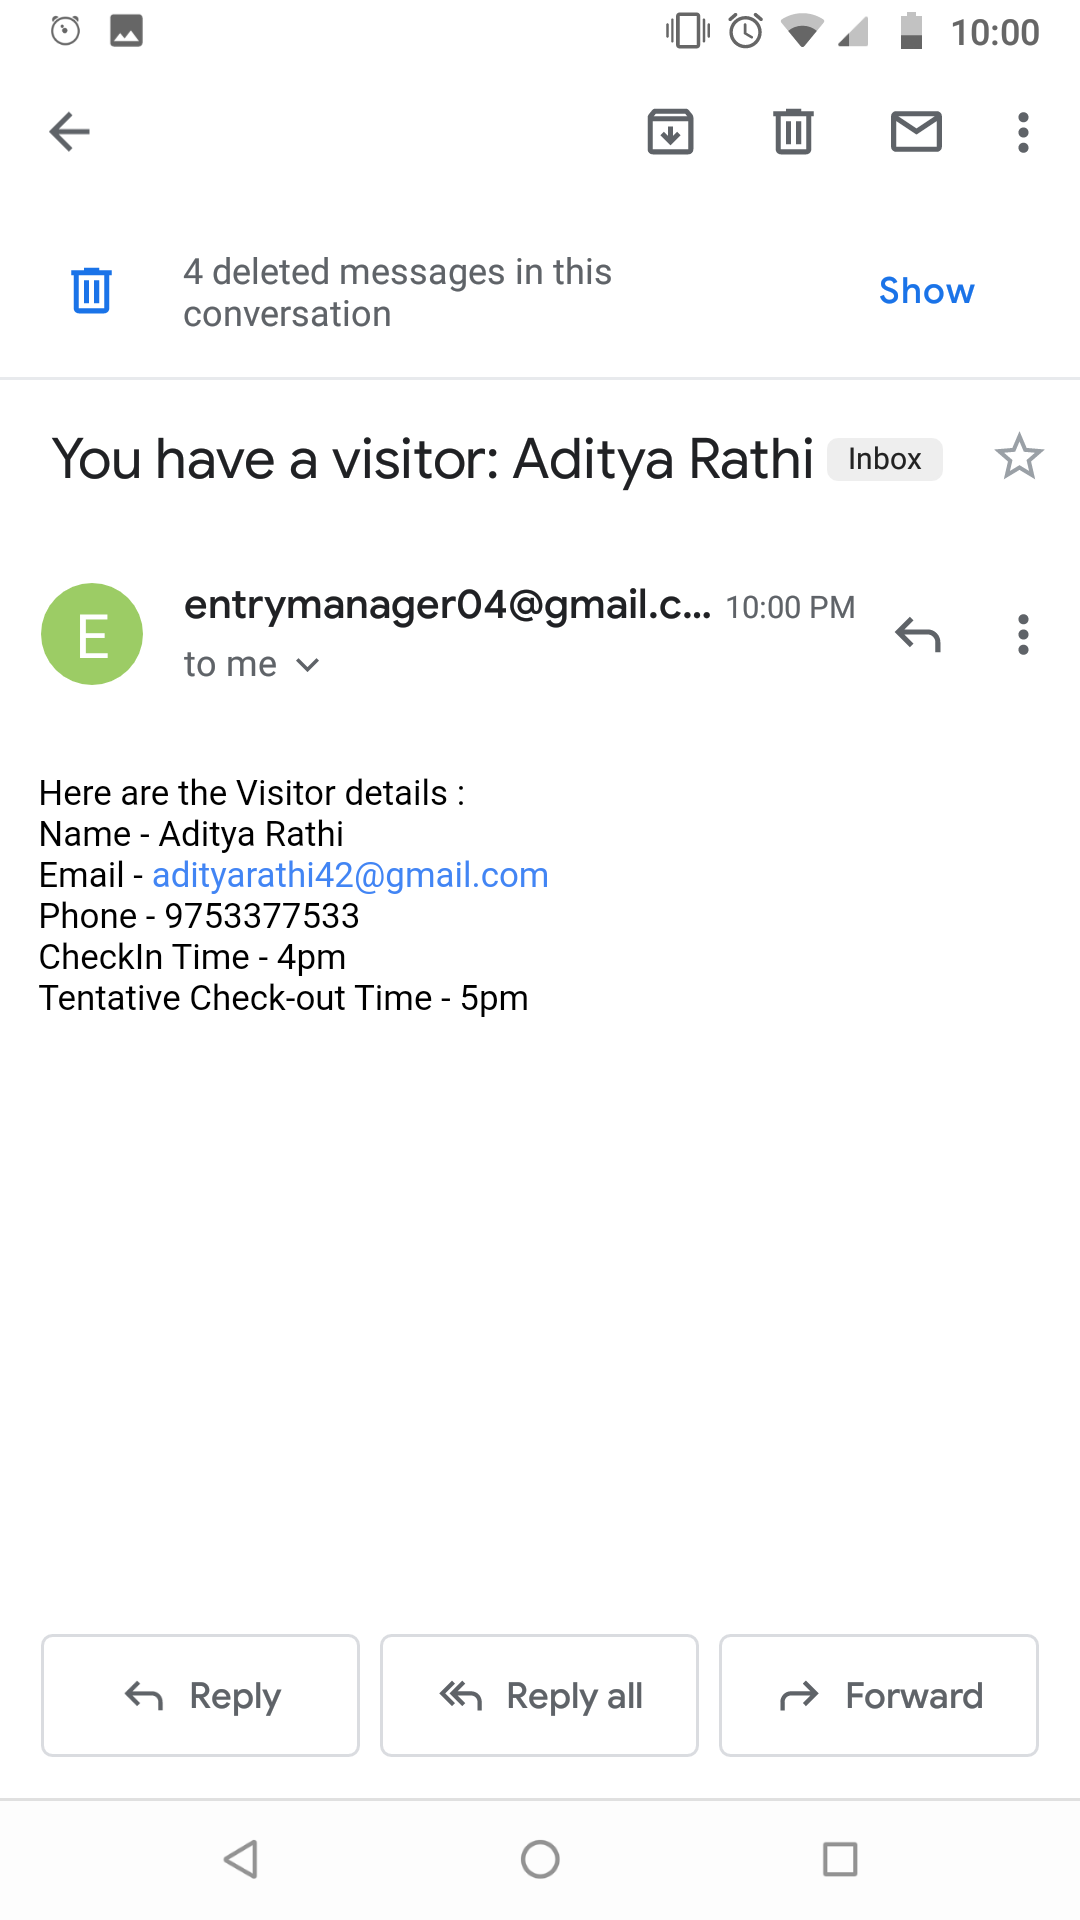 10:00
4 deleted messages in this
conversation
Show
You have a visitor: Aditya Rathi
Inbox
entrymanager04@gmail.c... 10:00 PM
E
to me
Here are the Visitor details :
Name - Aditya Rathi
Email - adityarathi42@gmail.com
Phone - 9753377533
CheckIn Time - 4pm
Tentative Check-out Time - 5pm
Reply
Reply all
Forward